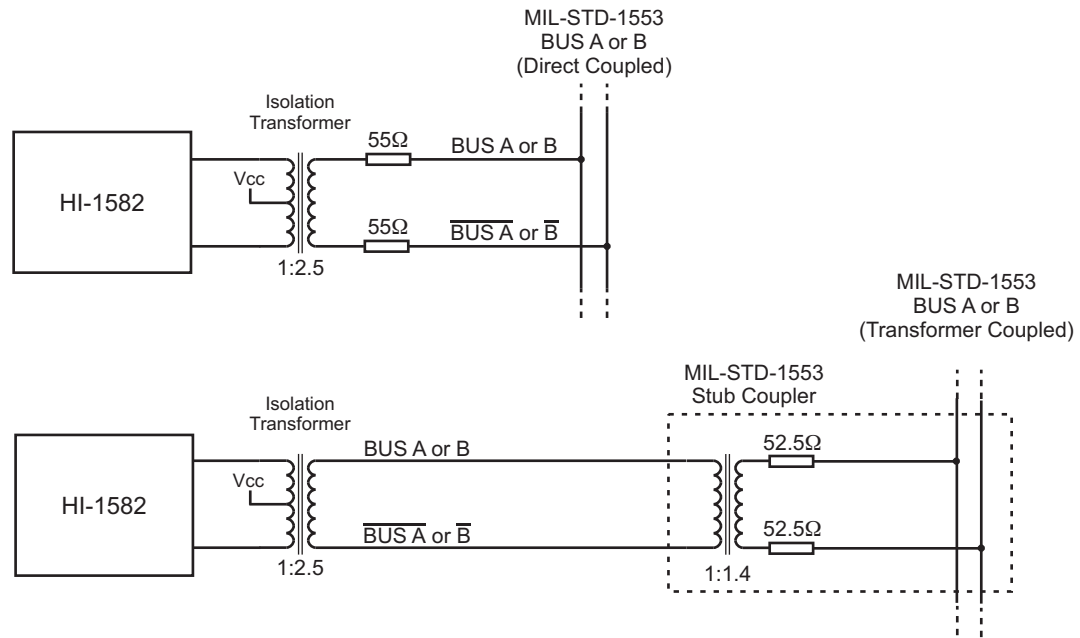 MIL-STD-1553
BUS A or B
(Direct Coupled)
Isolation
Transformer
55Ω
BUS A or B
Vcc
HI-1582
55Ω
B̅U̅S̅ ̅A̅ or B̅
1:2.5
MIL-STD-1553
BUS A or B
(Transformer Coupled)
MIL-STD-1553
Stub Coupler
Isolation
Transformer
52.5Ω
BUS A or B
Vcc
HI-1582
52.5Ω
B̅U̅S̅ ̅A̅ or B̅
1:2.5
1:1.4